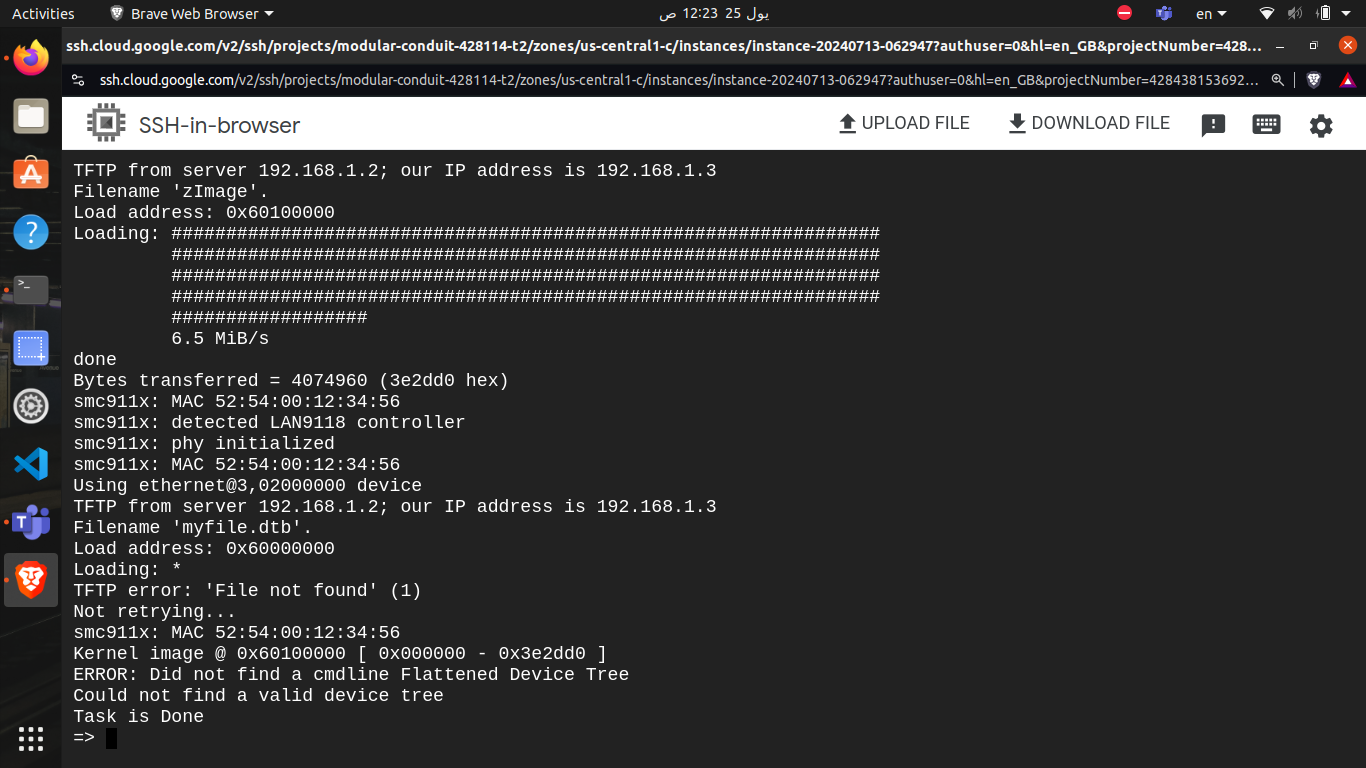 Activities
Brave Web Browser
يول 25 12:23 ص
en
ssh.cloud.google.com/v2/ssh/projects/modular-conduit-428114-t2/zones/us-central1-c/instances/instance-20240713-062947?authuser=0&hl=en_GB&projectNumber=428...
ssh.cloud.google.com/v2/ssh/projects/modular-conduit-428114-t2/zones/us-central1-c/instances/instance-20240713-062947?authuser=0&hl=en_GB&projectNumber=428438153692...
SSH-in-browser
UPLOAD FILE
DOWNLOAD FILE
TFTP from server 192.168.1.2; our IP address is 192.168.1.3
Filename 'zImage'.
Load address: 0x60100000
Loading: #################################################################
#################################################################
#################################################################
#################################################################
##################
6.5 MiB/s
done
Bytes transferred = 4074960 (3e2dd0 hex)
smc911x: MAC 52:54:00:12:34:56
smc911x: detected LAN9118 controller
smc911x: phy initialized
smc911x: MAC 52:54:00:12:34:56
Using ethernet@3,02000000 device
TFTP from server 192.168.1.2; our IP address is 192.168.1.3
Filename 'myfile.dtb'.
Load address: 0x60000000
Loading: *
TFTP error: 'File not found' (1)
Not retrying...
smc911x: MAC 52:54:00:12:34:56
Kernel image @ 0x60100000 [ 0x000000 - 0x3e2dd0 ]
ERROR: Did not find a cmdline Flattened Device Tree
Could not find a valid device tree
Task is Done
=>